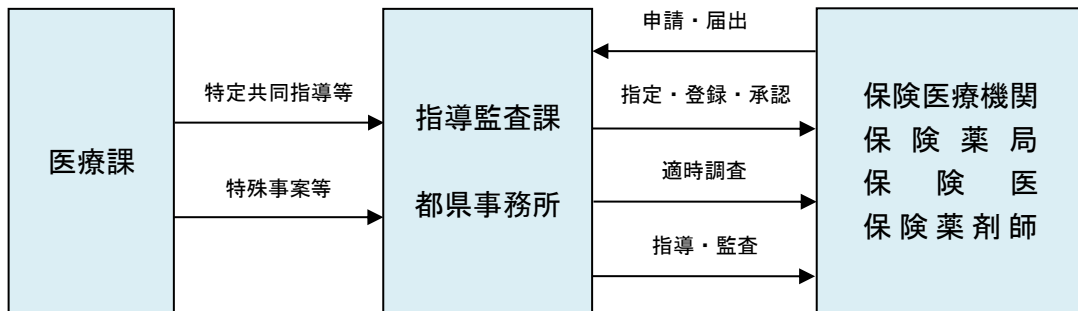 医療課
特定共同指導等
特殊事案等
指導監査課
都県事務所
申請・届出
指定・登録・承認
適時調査
指導・監査
保険医療機関
保険薬局
保険医
保険薬剤師